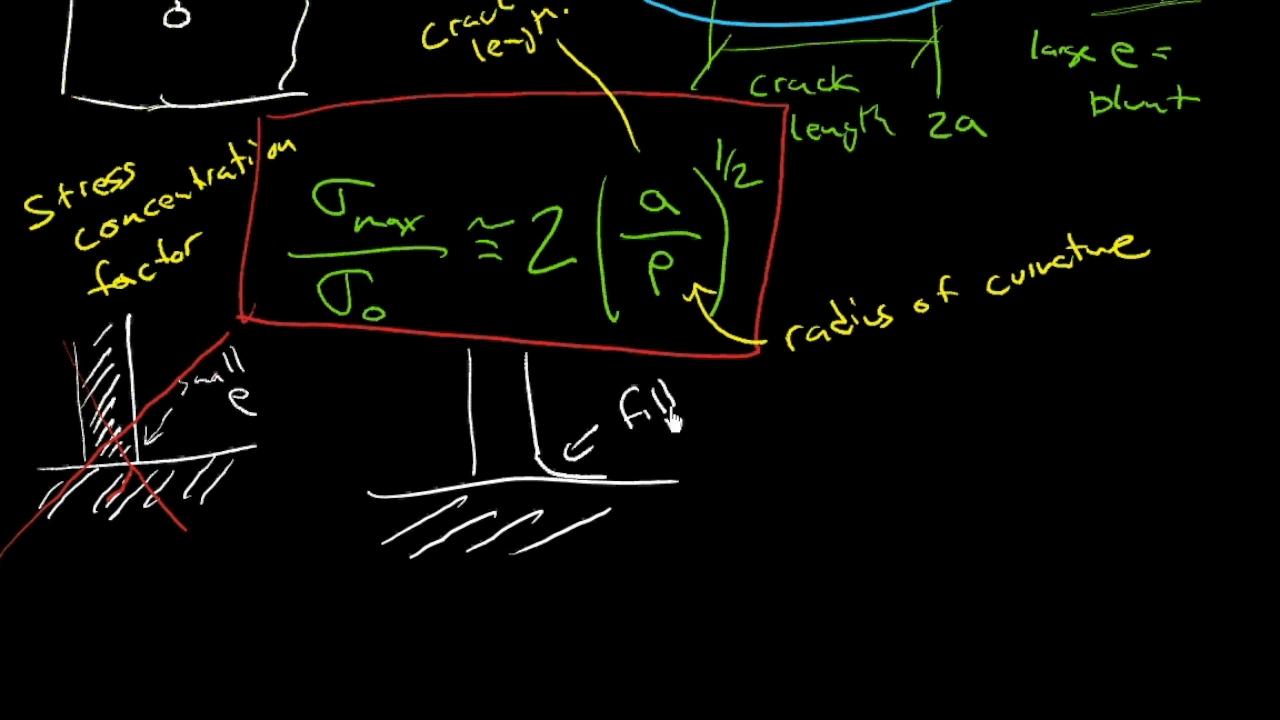 crack
length.
large ρ =
blunt
crack
length 2a
Stress
concentration
factor
σmax / σ0 ≅ 2 (a / ρ)^1/2
radius of curvature
small
ρ
fill